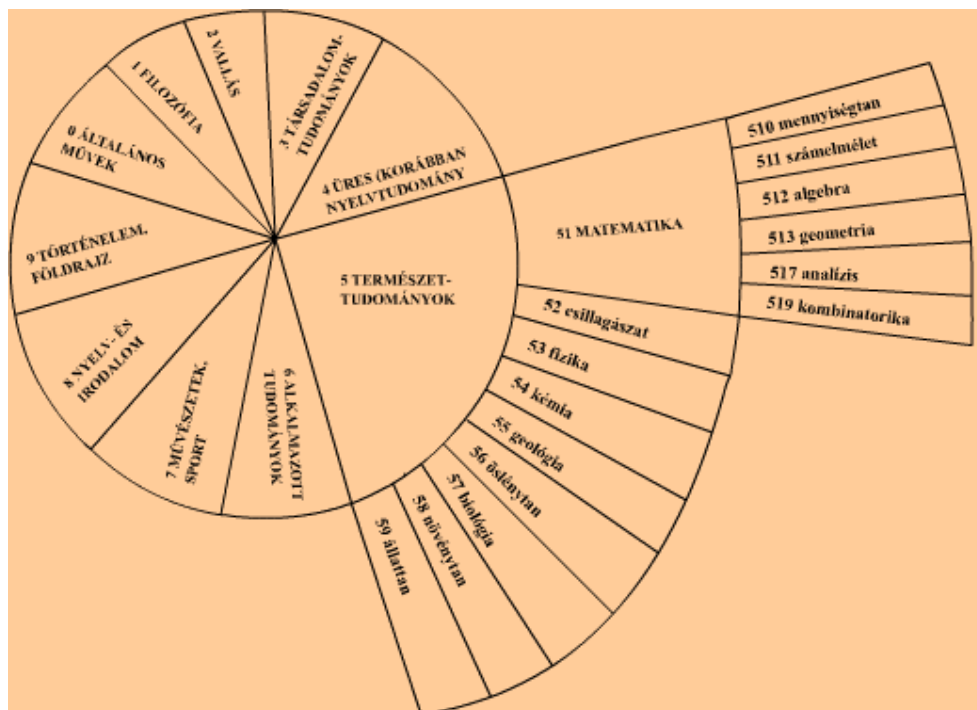 0 ÁLTALÁNOS
MŰVEK
1 FILOZÓFIA
2 VALLÁS
3 TÁRSADALOM-
TUDOMÁNYOK
4 ÜRES (KORÁBBAN
NYELVTUDOMÁNY
5 TERMÉSZET-
TUDOMÁNYOK
6 ALKALMAZOTT
TUDOMÁNYOK
7 MŰVÉSZETEK,
SPORT
8 NYELV- ÉS
IRODALOM
9 TÖRTÉNELEM,
FÖLDRAJZ
51 MATEMATIKA
52 csillagászat
53 fizika
54 kémia
55 geológia
56 őslénytan
57 biológia
58 növénytan
59 állattan
510 mennyiségtan
511 számelmélet
512 algebra
513 geometria
517 analízis
519 kombinatorika